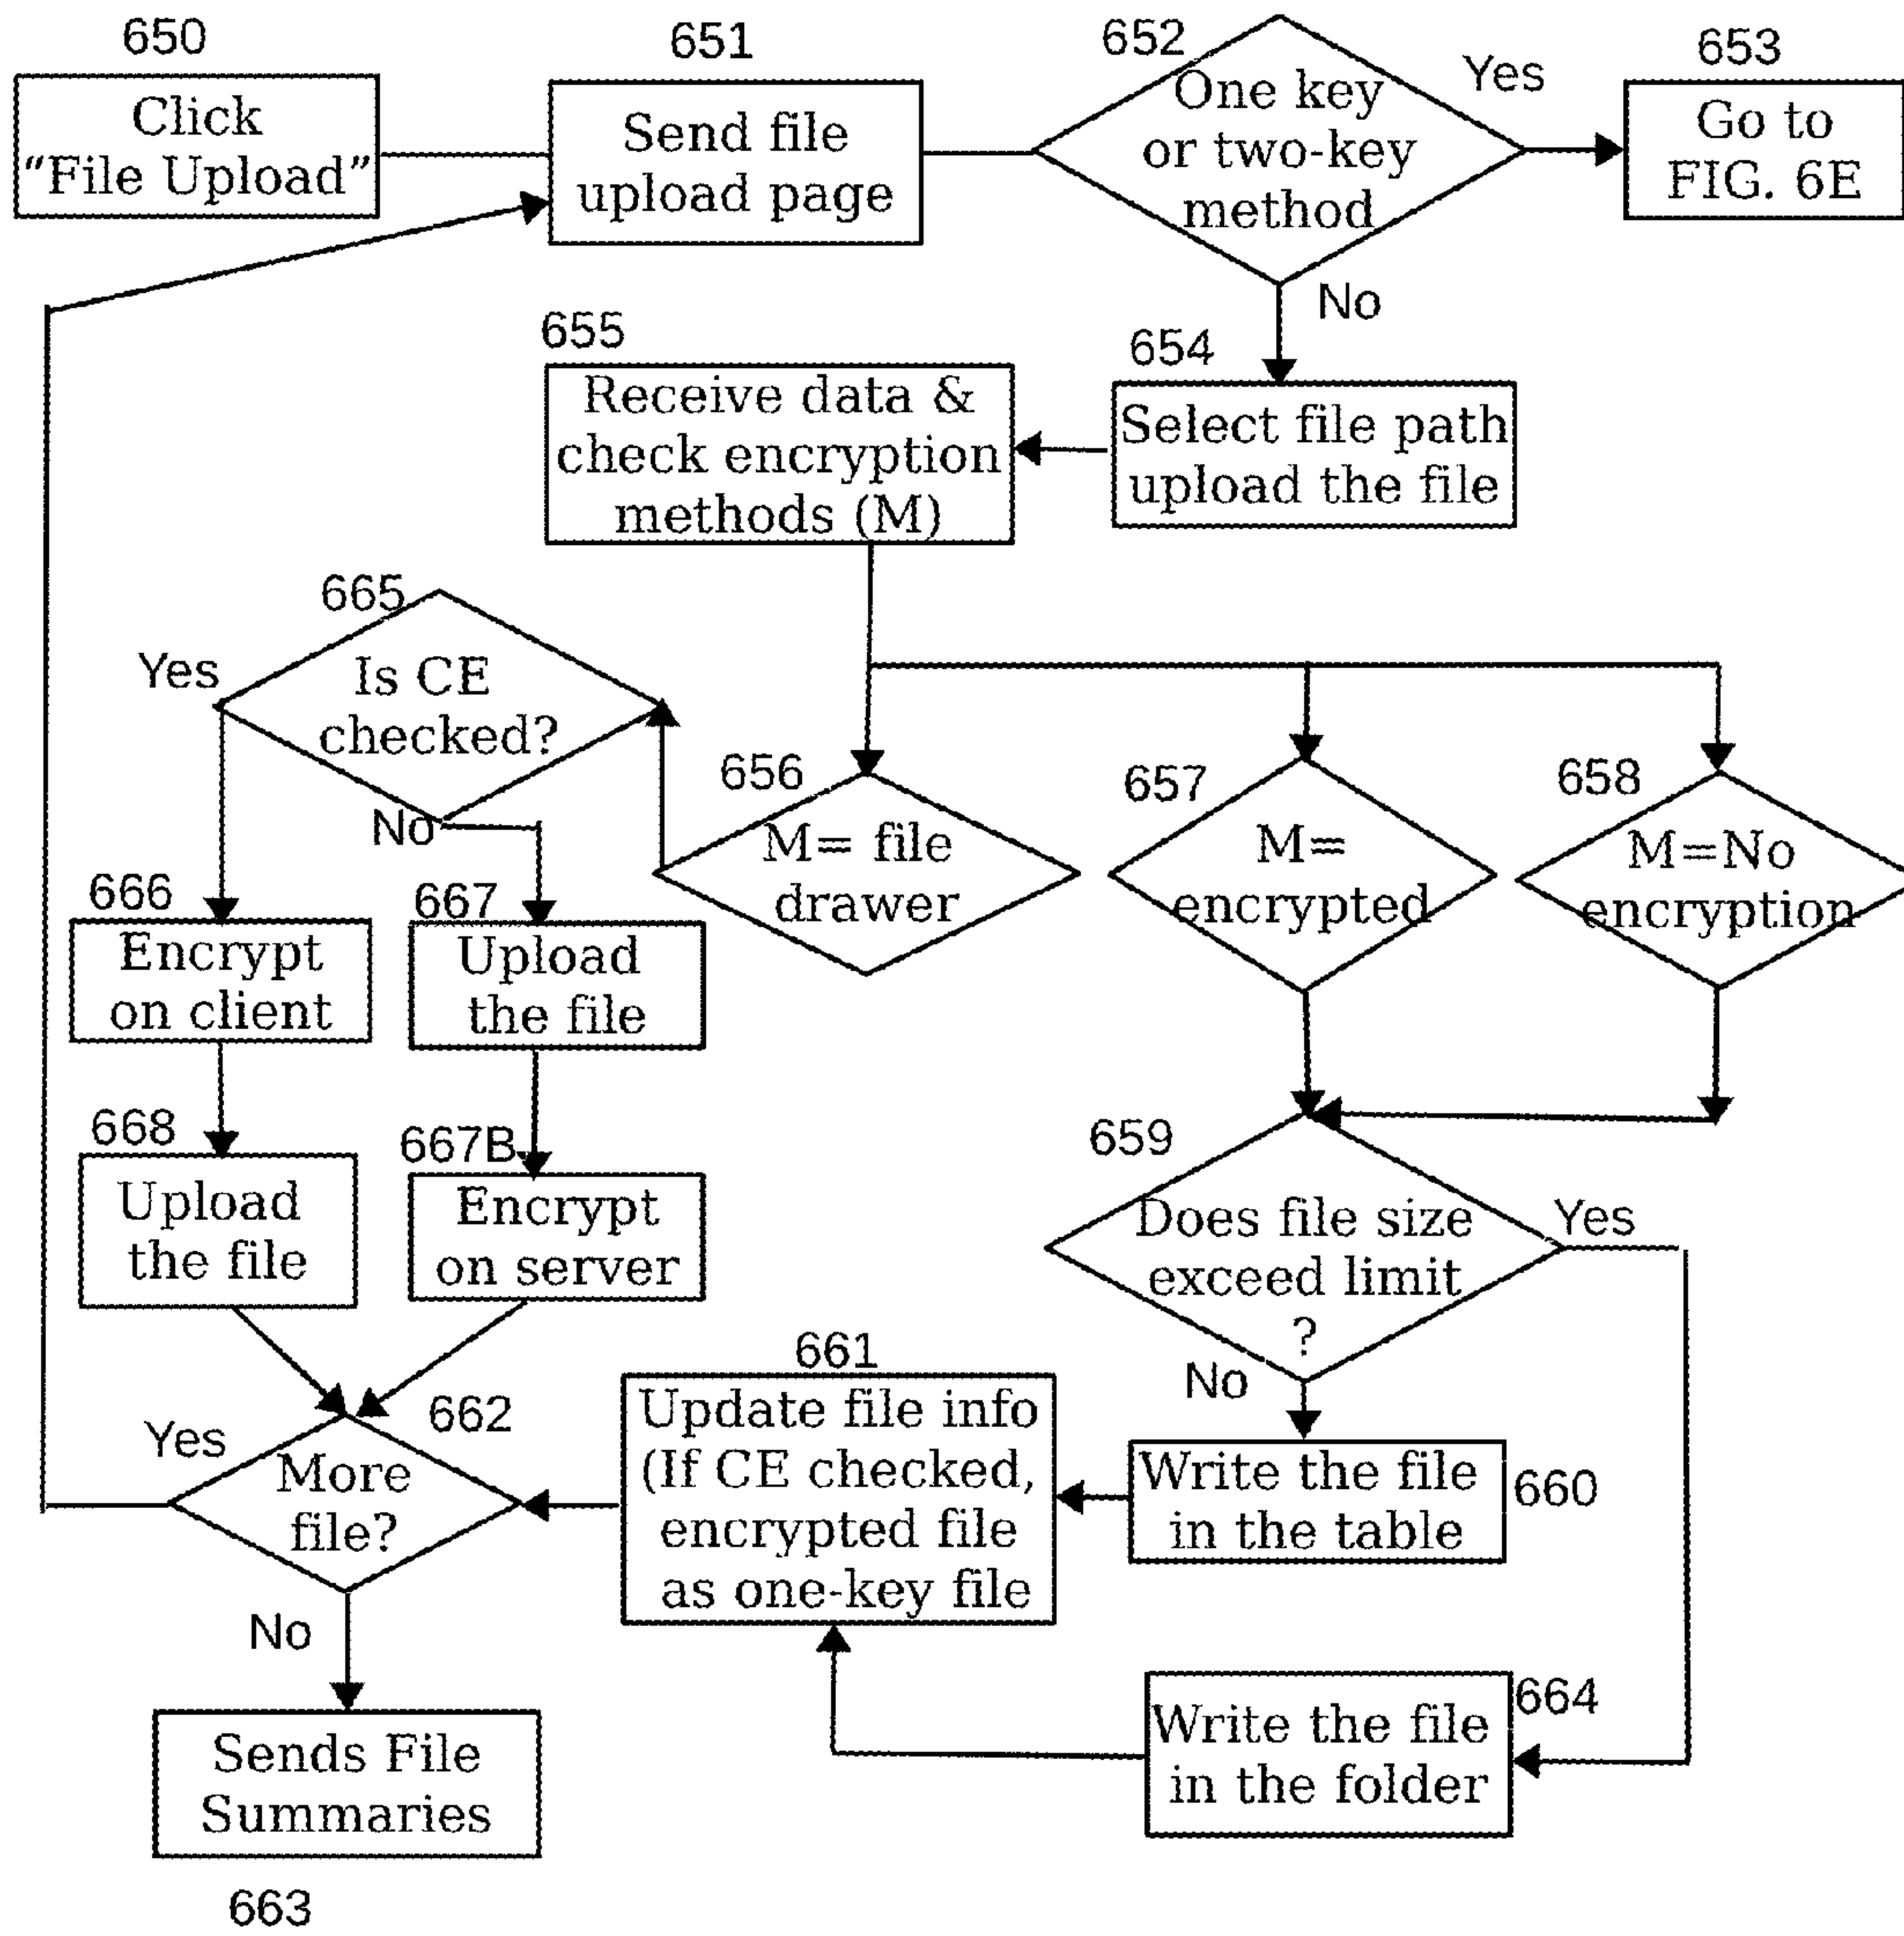 650
Click
“File Upload”
651
Send file
upload page
652
One key
or two-key
method
Yes
653
Go to
FIG. 6E
No
654
Select file path
upload the file
655
Receive data &
check encryption
methods (M)
665
Is CE
checked?
Yes
No
656
M= file
drawer
657
M=
encrypted
658
M=No
encryption
666
Encrypt
on client
667
Upload
the file
668
Upload
the file
667B
Encrypt
on server
659
Does file size
exceed limit
?
Yes
No
660
Write the file
in the table
661
Update file info
(If CE checked,
encrypted file
as one-key file
662
More
file?
Yes
No
664
Write the file
in the folder
Sends File
Summaries
663